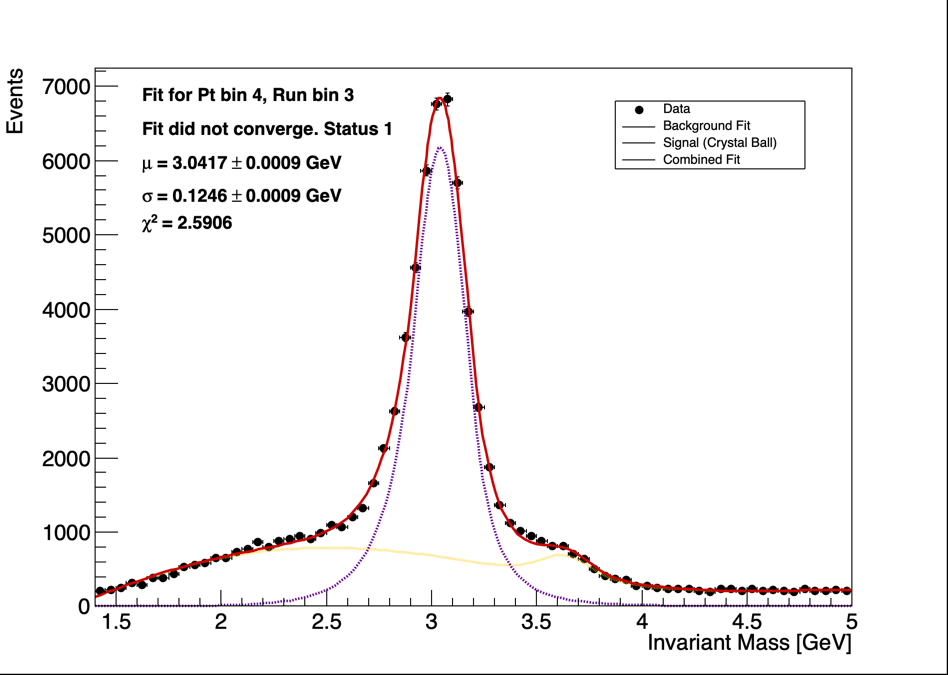 Events
7000
6000
5000
4000
3000
2000
1000
0
Fit for Pt bin 4, Run bin 3
Fit did not converge. Status 1
μ = 3.0417 ± 0.0009 GeV
σ = 0.1246 ± 0.0009 GeV
χ² = 2.5906
Data
Background Fit
Signal (Crystal Ball)
Combined Fit
1.5 2 2.5 3 3.5 4 4.5 5
Invariant Mass [GeV]